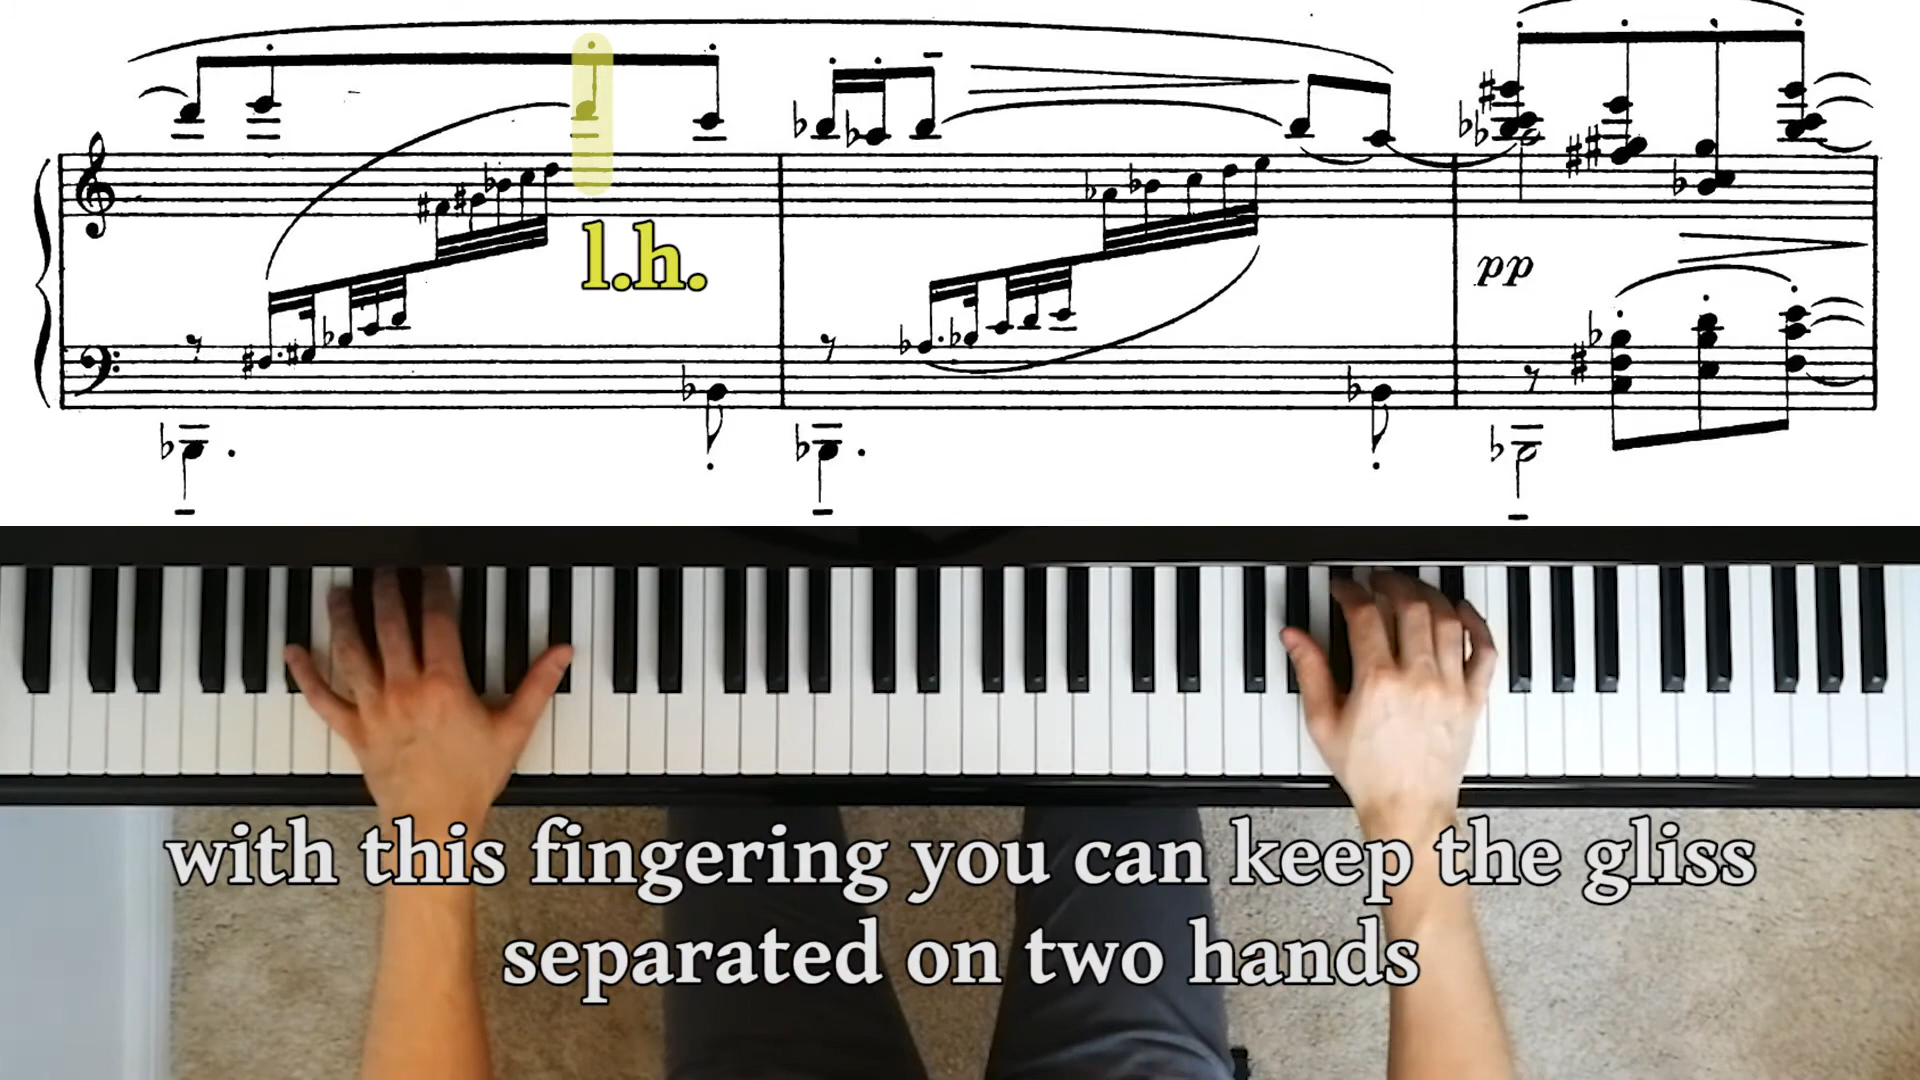 l.h.
pp
with this fingering you can keep the gliss
separated on two hands